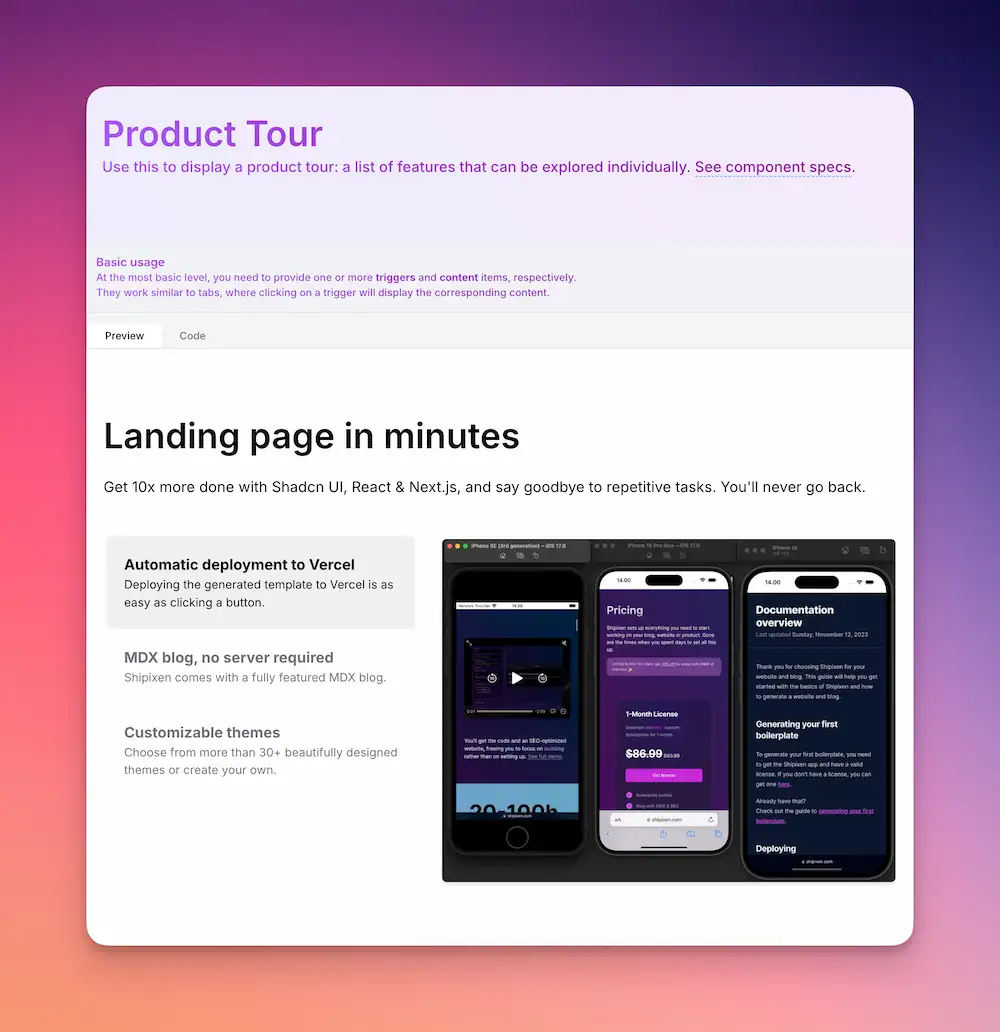 Product Tour
Use this to display a product tour: a list of features that can be explored individually. See component specs.
Basic usage
At the most basic level, you need to provide one or more triggers and content items, respectively.
They work similar to tabs, where clicking on a trigger will display the corresponding content.
Preview
Code
Landing page in minutes
Get 10x more done with Shadcn UI, React & Next.js, and say goodbye to repetitive tasks. You'll never go back.
Automatic deployment to Vercel
Deploying the generated template to Vercel is as
easy as clicking a button.
MDX blog, no server required
Shipixen comes with a fully featured MDX blog.
Customizable themes
Choose from more than 30+ beautifully designed
themes or create your own.
iPhone SE (3rd generation) – iOS 17.0
14.00
You'll get the code and an SEO-optimized
website, freeing you to focus on building
rather than on setting up. See full demo.
20-100h
shipixen.com
iPhone 15 Pro Max – iOS 17.0
14.00
Pricing
Shipixen sets up everything you need to start
working on your blog, website or product. Gone
are the times when you spent days to set all this
up.
1-Month License
$86.99
Get license
Blog with MDX & SEO
AA
shipixen.com
14.00
Documentation
overview
Last updated Sunday, November 12, 2023
Thank you for choosing Shipixen for your
website and blog. This guide will help you get
started with the basics of Shipixen and how
to generate a website and blog.
Generating your first
boilerplate
To generate your first boilerplate, you need
to get the Shipixen app and have a valid
license. If you don't have a license, you can
get one here.
Already have that?
Check out the guide to generating your first
boilerplate.
Deploying
shipixen.com